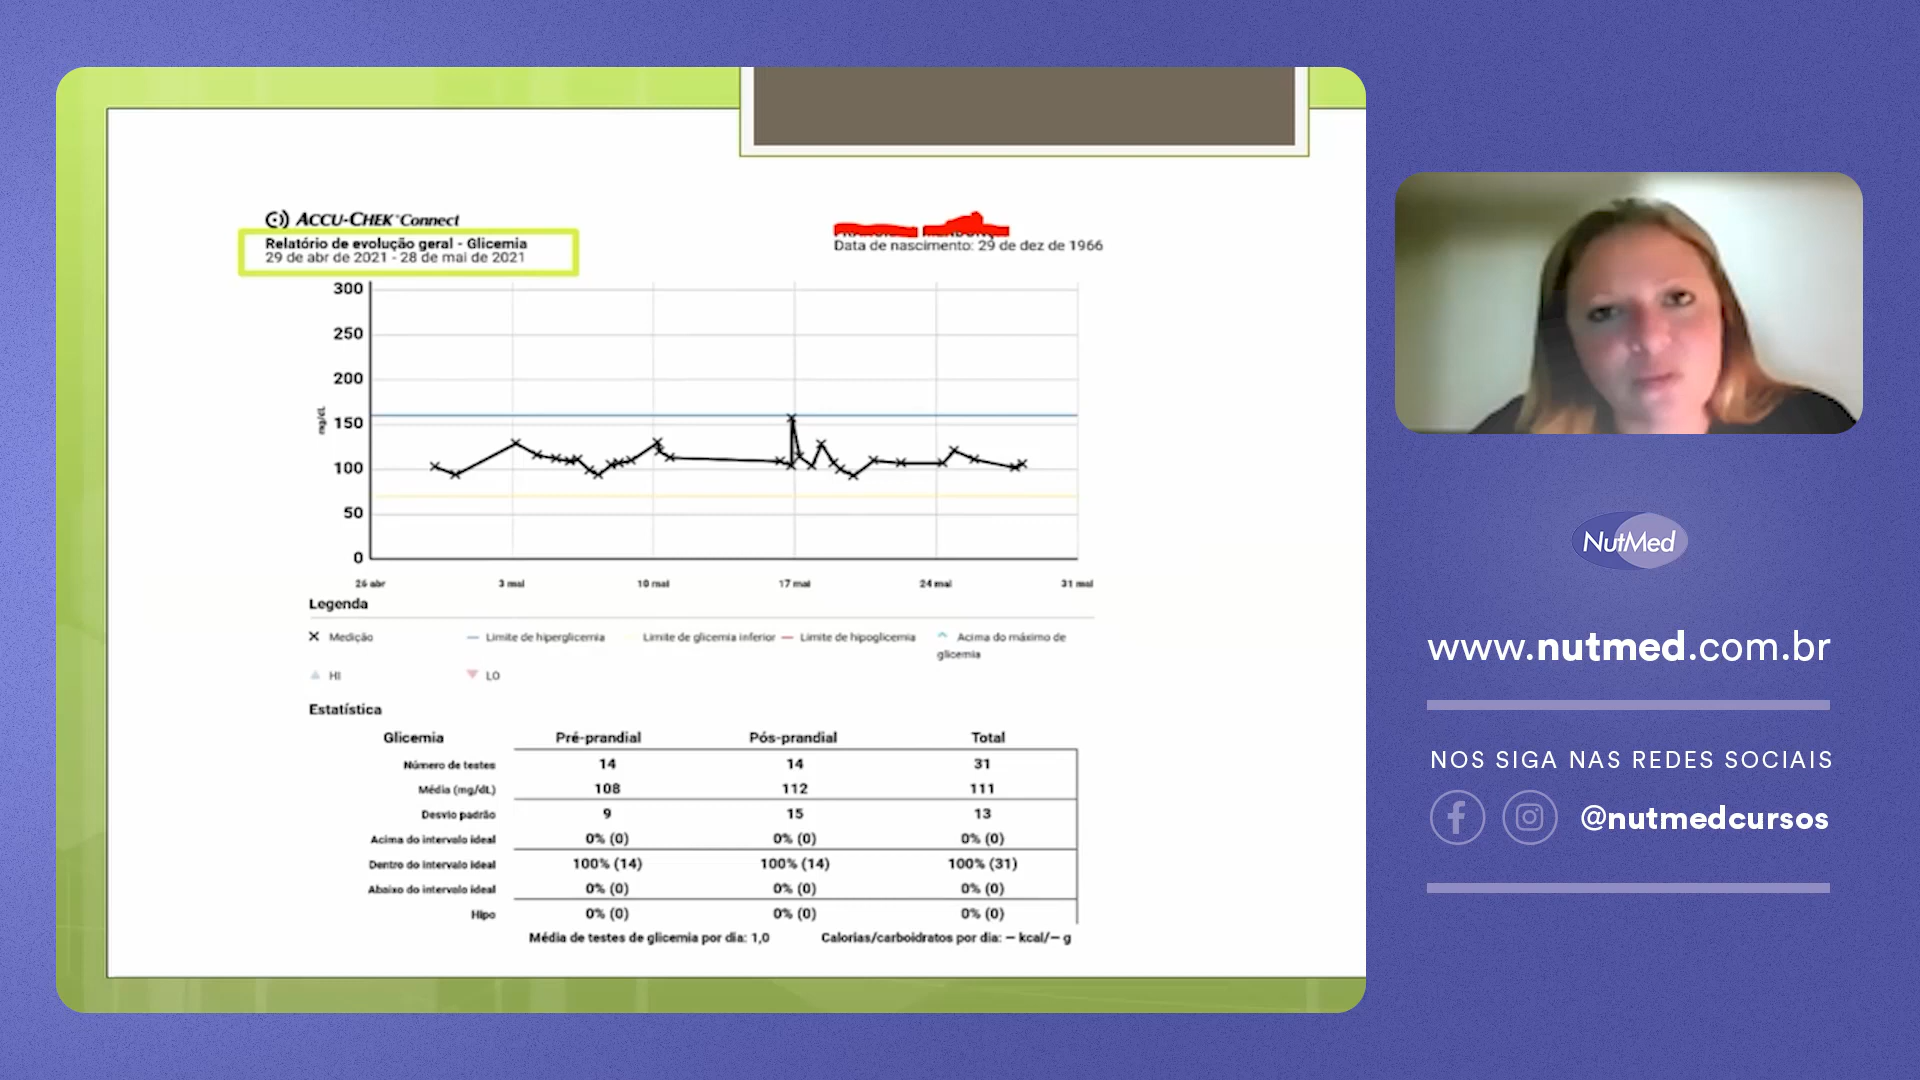 ACCU-CHEK Connect
Relatório de evolução geral - Glicemia
29 de abr de 2021 - 28 de mai de 2021
Data de nascimento: 29 de dez de 1966
300
250
200
150
100
50
0
mg/dL
26 abr
3 mai
10 mai
17 mai
24 mai
31 mai
Legenda
Medição
Limite de hiperglicemia
Limite de glicemia inferior
Limite de hipoglicemia
Acima do máximo de
glicemia
HI
LO
Estatística
Glicemia Pré-prandial Pós-prandial Total
Número de testes 14 14 31
Média (mg/dL) 108 112 111
Desvio padrão 9 15 13
Acima do intervalo ideal 0% (0) 0% (0) 0% (0)
Dentro do intervalo ideal 100% (14) 100% (14) 100% (31)
Abaixo do intervalo ideal 0% (0) 0% (0) 0% (0)
Hipo 0% (0) 0% (0) 0% (0)
Média de testes de glicemia por dia: 1,0
Calorias/carboidratos por dia: — kcal/— g
NutMed
www.nutmed.com.br
NOS SIGA NAS REDES SOCIAIS
@nutmedcursos